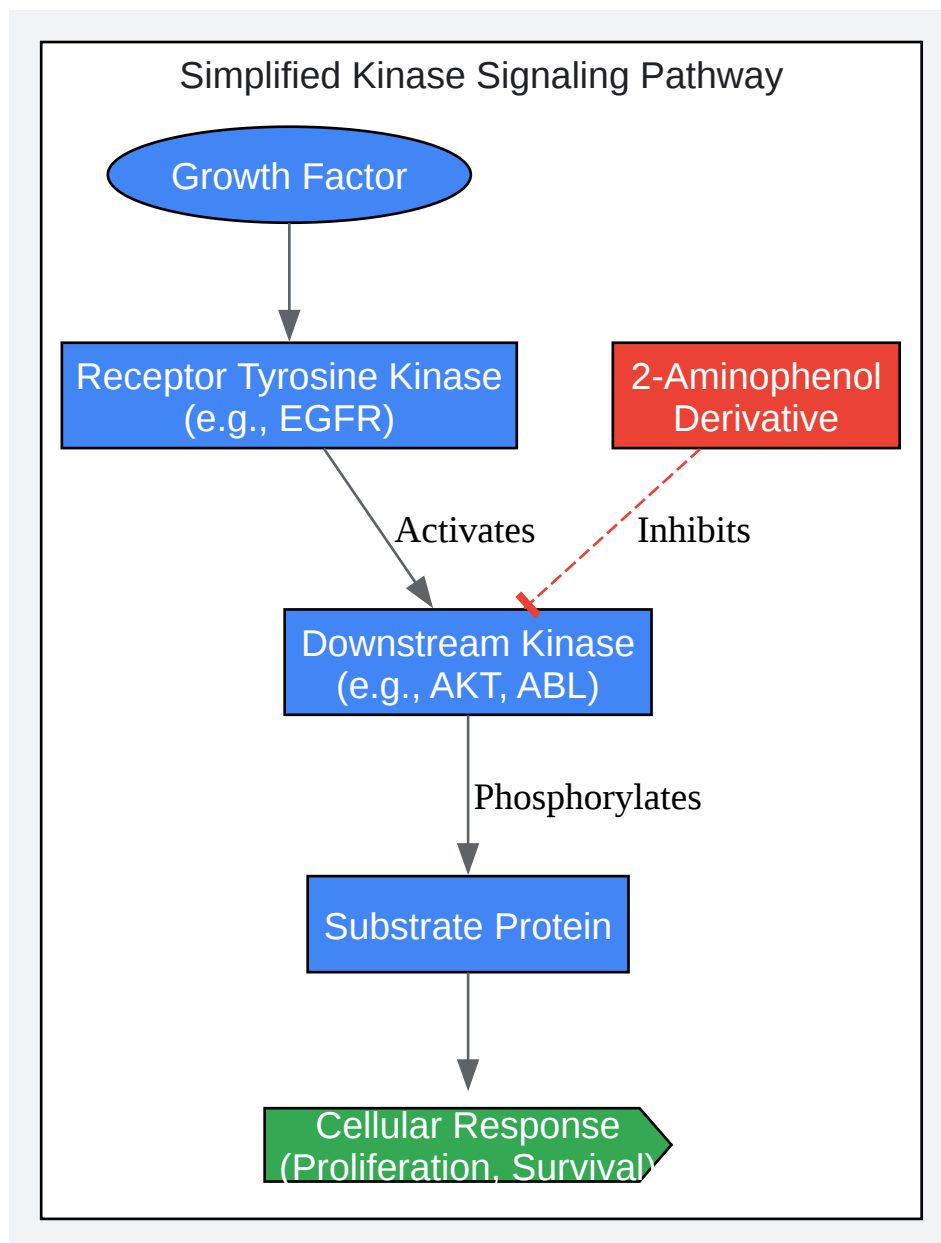 Simplified Kinase Signaling Pathway
Growth Factor
Receptor Tyrosine Kinase
(e.g., EGFR)
2-Aminophenol
Derivative
Activates
Inhibits
Downstream Kinase
(e.g., AKT, ABL)
Phosphorylates
Substrate Protein
Cellular Response
(Proliferation, Survival)